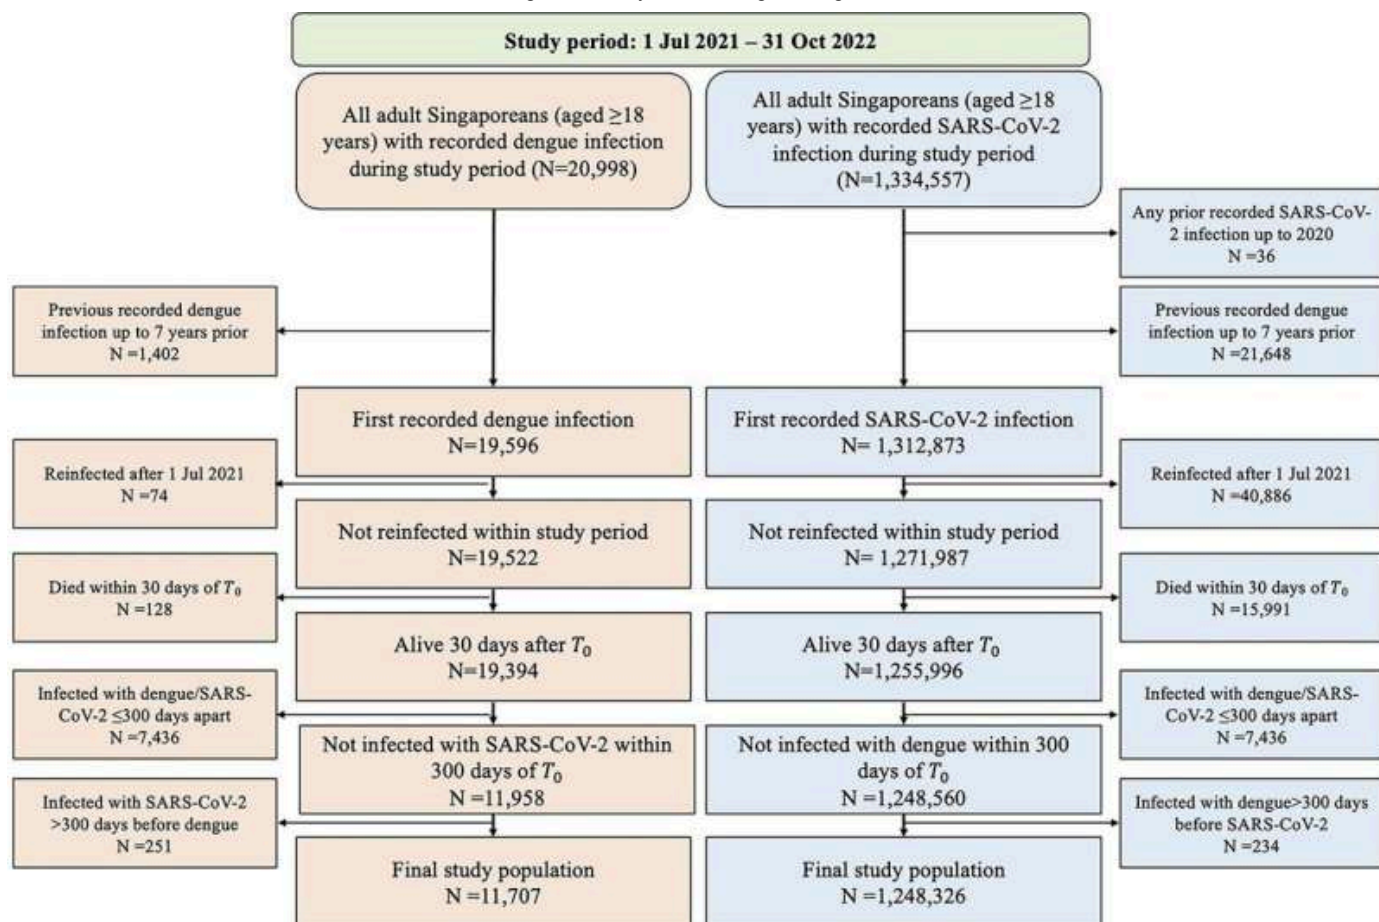 Study period: 1 Jul 2021 – 31 Oct 2022
All adult Singaporeans (aged ≥18
years) with recorded dengue infection
during study period (N=20,998)
All adult Singaporeans (aged ≥18
years) with recorded SARS-CoV-2
infection during study period
(N=1,334,557)
Any prior recorded SARS-CoV-
2 infection up to 2020
N =36
Previous recorded dengue
infection up to 7 years prior
N =1,402
Previous recorded dengue
infection up to 7 years prior
N =21,648
First recorded dengue infection
N=19,596
First recorded SARS-CoV-2 infection
N= 1,312,873
Reinfected after 1 Jul 2021
N =74
Reinfected after 1 Jul 2021
N =40,886
Not reinfected within study period
N=19,522
Not reinfected within study period
N= 1,271,987
Died within 30 days of T₀
N =128
Died within 30 days of T₀
N =15,991
Alive 30 days after T₀
N=19,394
Alive 30 days after T₀
N=1,255,996
Infected with dengue/SARS-
CoV-2 ≤300 days apart
N =7,436
Infected with dengue/SARS-
CoV-2 ≤300 days apart
N =7,436
Not infected with SARS-CoV-2 within
300 days of T₀
N =11,958
Not infected with dengue within 300
days of T₀
N =1,248,560
Infected with SARS-CoV-2
>300 days before dengue
N =251
Infected with dengue>300 days
before SARS-CoV-2
N =234
Final study population
N =11,707
Final study population
N =1,248,326